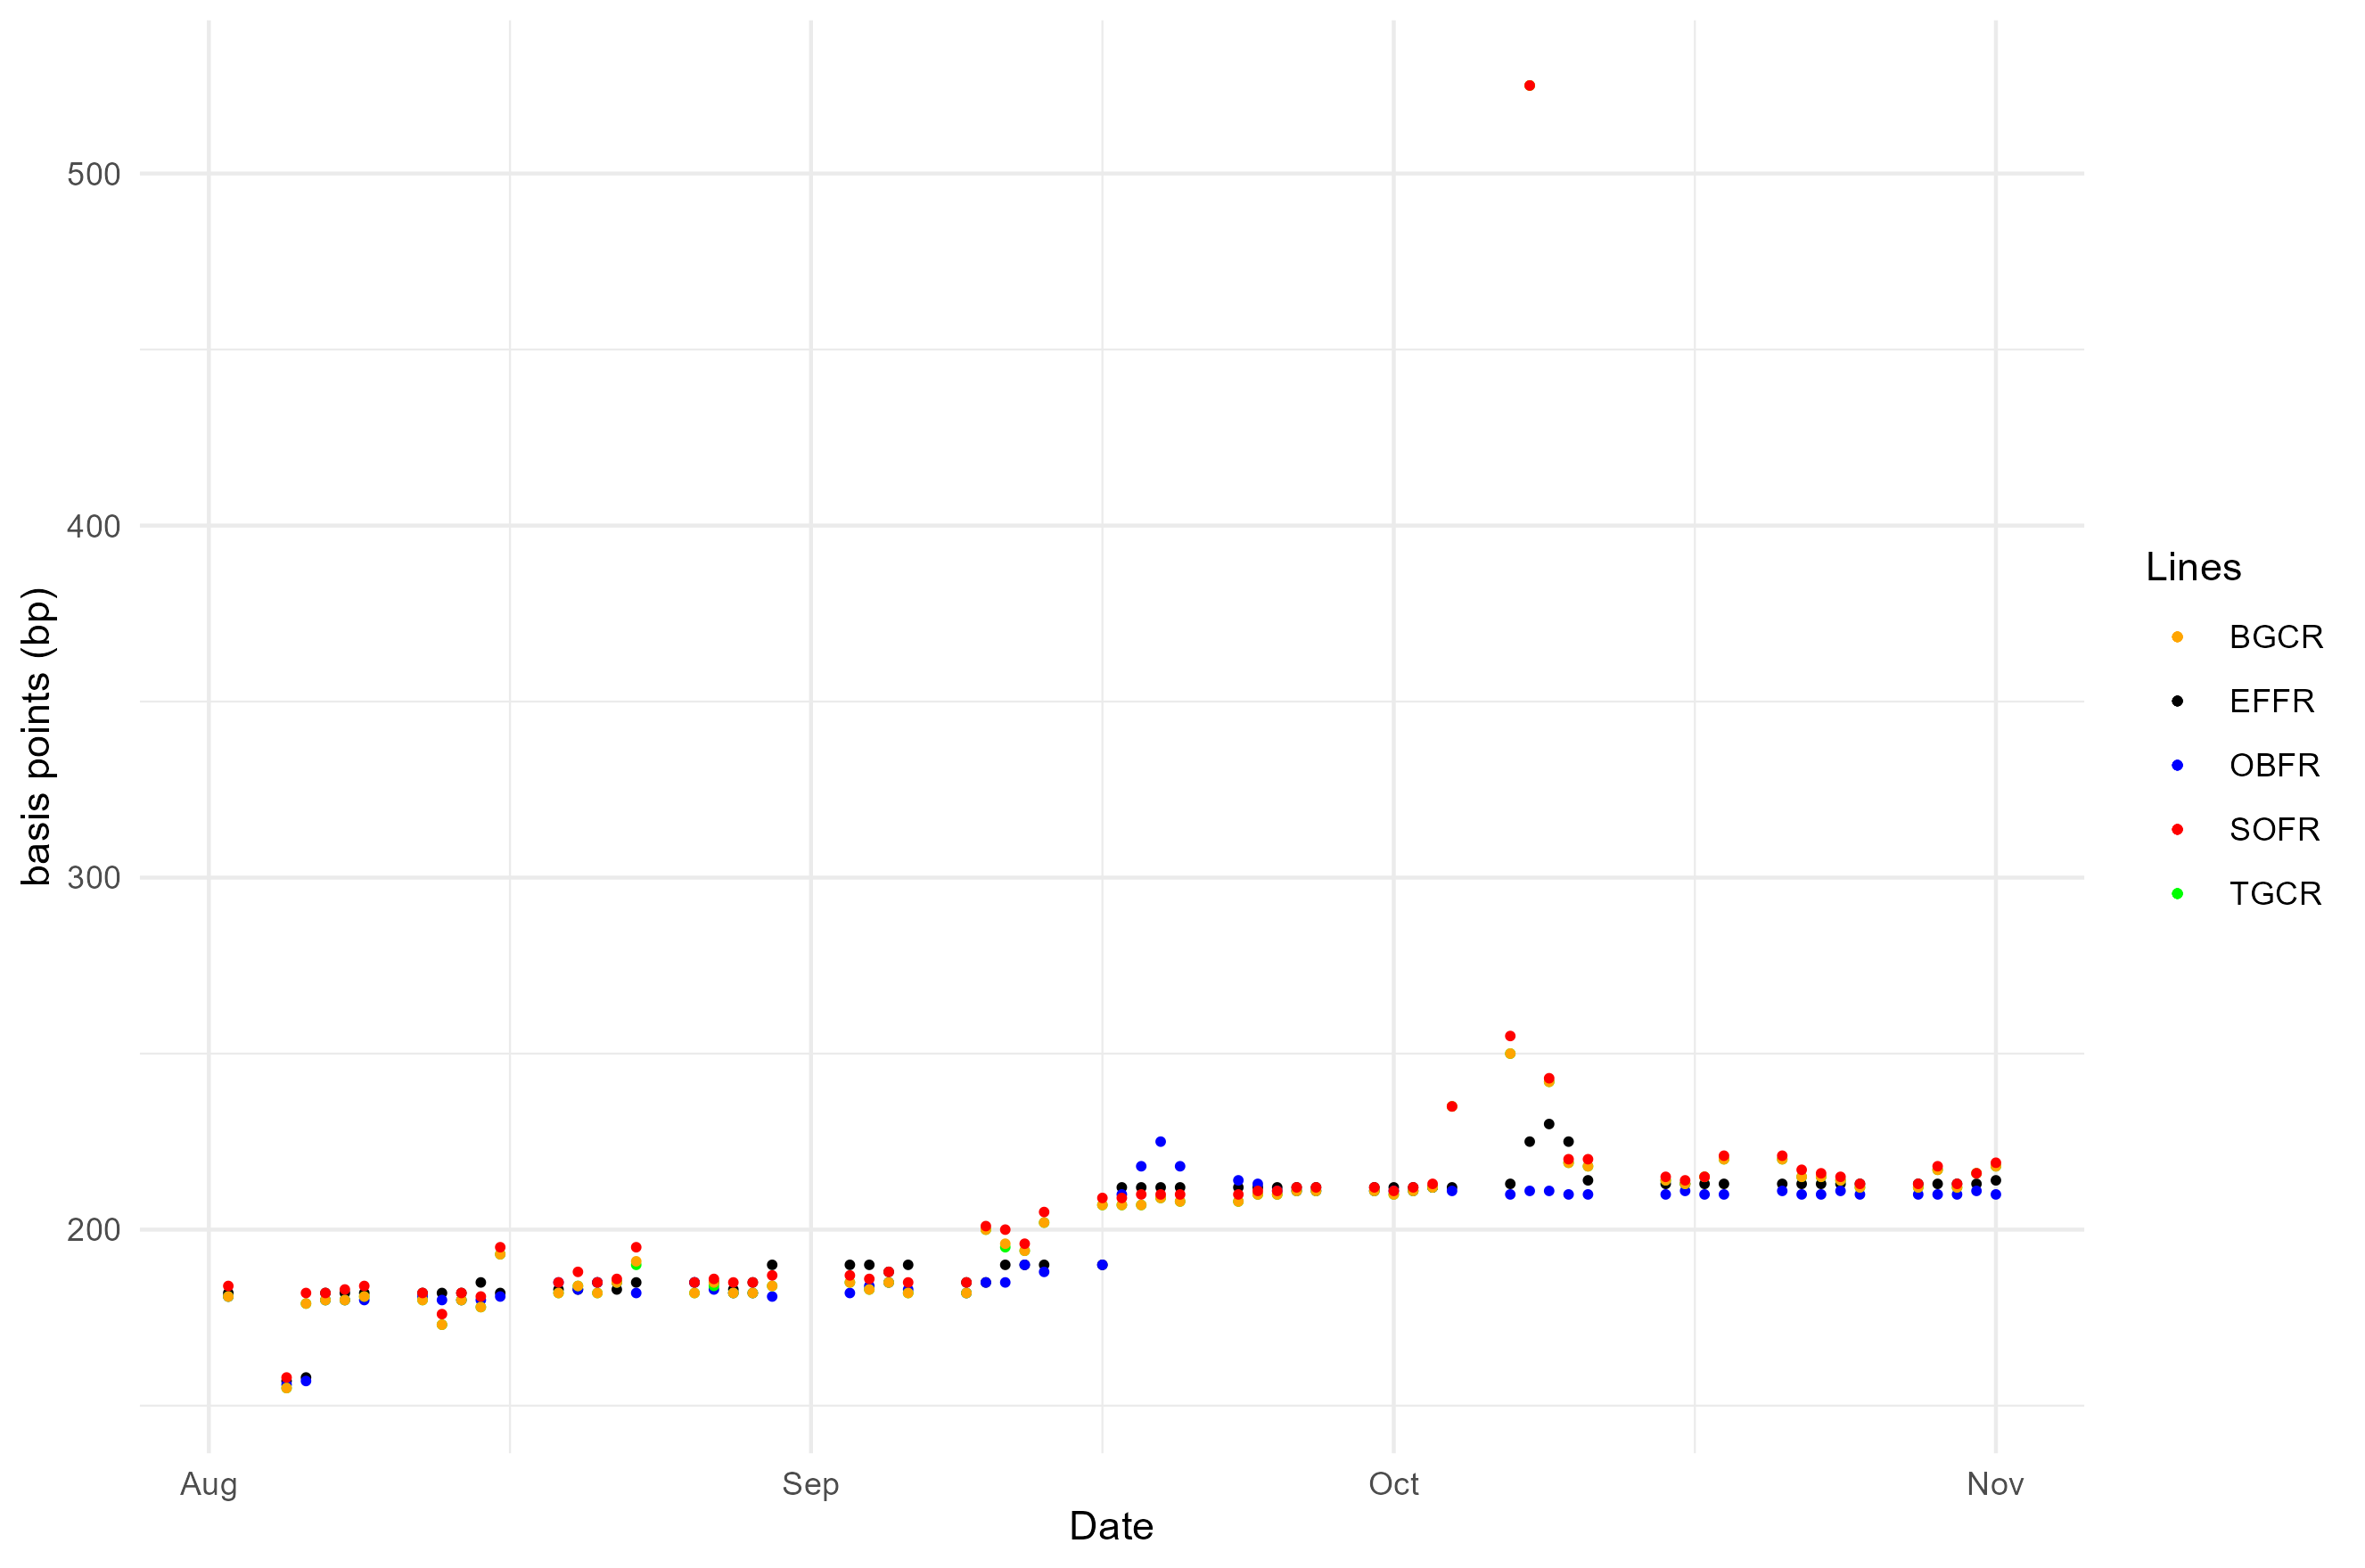 500
400
300
200
basis points (bp)
Aug
Sep
Oct
Nov
Date
Lines
BGCR
EFFR
OBFR
SOFR
TGCR